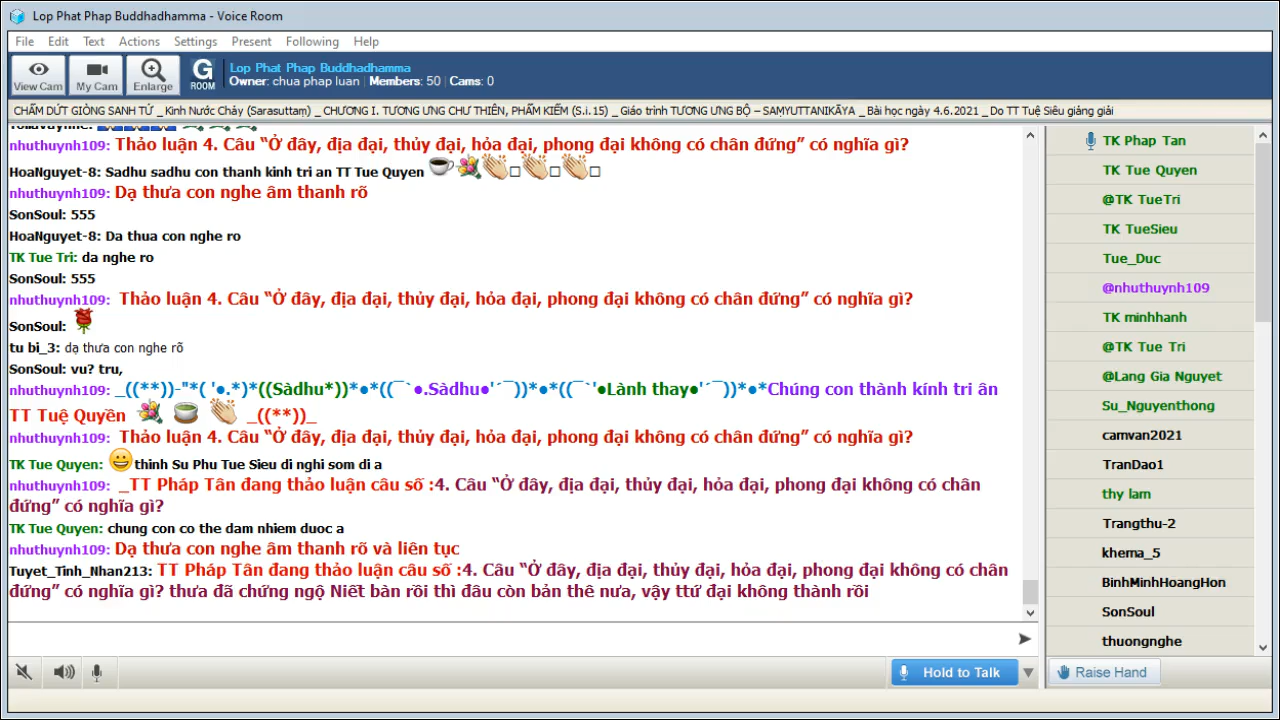 Lop Phat Phap Buddhadhamma - Voice Room
File Edit Text Actions Settings Present Following Help
View Cam My Cam Enlarge G ROOM
Lop Phat Phap Buddhadhamma
Owner: chua phap luan | Members: 50 | Cams: 0
CHẤM DỨT GIÒNG SANH TỬ _Kinh Nước Chảy (Sarasuttaṃ) _CHƯƠNG I. TƯƠNG ƯNG CHƯ THIÊN, PHẨM KIẾM (S.i.15) _Giáo trình TƯƠNG ƯNG BỘ – SAṂYUTTANIKĀYA _Bài học ngày 4.6.2021 _Do TT Tuệ Siêu giảng giải
nhuthuynh109: Thảo luận 4. Câu “Ở đây, địa đại, thủy đại, hỏa đại, phong đại không có chân đứng” có nghĩa gì?
HoaNguyet-8: Sadhu sadhu con thanh kinh tri an TT Tue Quyen
nhuthuynh109: Dạ thưa con nghe âm thanh rõ
SonSoul: 555
HoaNguyet-8: Da thua con nghe ro
TK Tue Tri: da nghe ro
SonSoul: 555
nhuthuynh109: Thảo luận 4. Câu “Ở đây, địa đại, thủy đại, hỏa đại, phong đại không có chân đứng” có nghĩa gì?
SonSoul:
tu bi_3: dạ thưa con nghe rõ
SonSoul: vu? tru,
nhuthuynh109: _((**))-"*( '●.*)*((Sàdhu*))*●*((¯`●.Sàdhu●'´¯))*●*((¯`'●Lành thay●'´¯))*●*Chúng con thành kính tri ân
TT Tuệ Quyền _((**))_
nhuthuynh109: Thảo luận 4. Câu “Ở đây, địa đại, thủy đại, hỏa đại, phong đại không có chân đứng” có nghĩa gì?
TK Tue Quyen: thinh Su Phu Tue Sieu di nghi som di a
nhuthuynh109: _TT Pháp Tân đang thảo luận câu số :4. Câu “Ở đây, địa đại, thủy đại, hỏa đại, phong đại không có chân
đứng” có nghĩa gì?
TK Tue Quyen: chung con co the dam nhiem duoc a
nhuthuynh109: Dạ thưa con nghe âm thanh rõ và liên tục
Tuyet_Tinh_Nhan213: TT Pháp Tân đang thảo luận câu số :4. Câu “Ở đây, địa đại, thủy đại, hỏa đại, phong đại không có chân
đứng” có nghĩa gì? thưa đã chứng ngộ Niết bàn rồi thì đâu còn bản thê nưa, vậy ttứ đại không thành rồi
Hold to Talk
TK Phap Tan
TK Tue Quyen
@TK TueTri
TK TueSieu
Tue_Duc
@nhuthuynh109
TK minhhanh
@TK Tue Tri
@Lang Gia Nguyet
Su_Nguyenthong
camvan2021
TranDao1
thy lam
Trangthu-2
khema_5
BinhMinhHoangHon
SonSoul
thuongnghe
Raise Hand